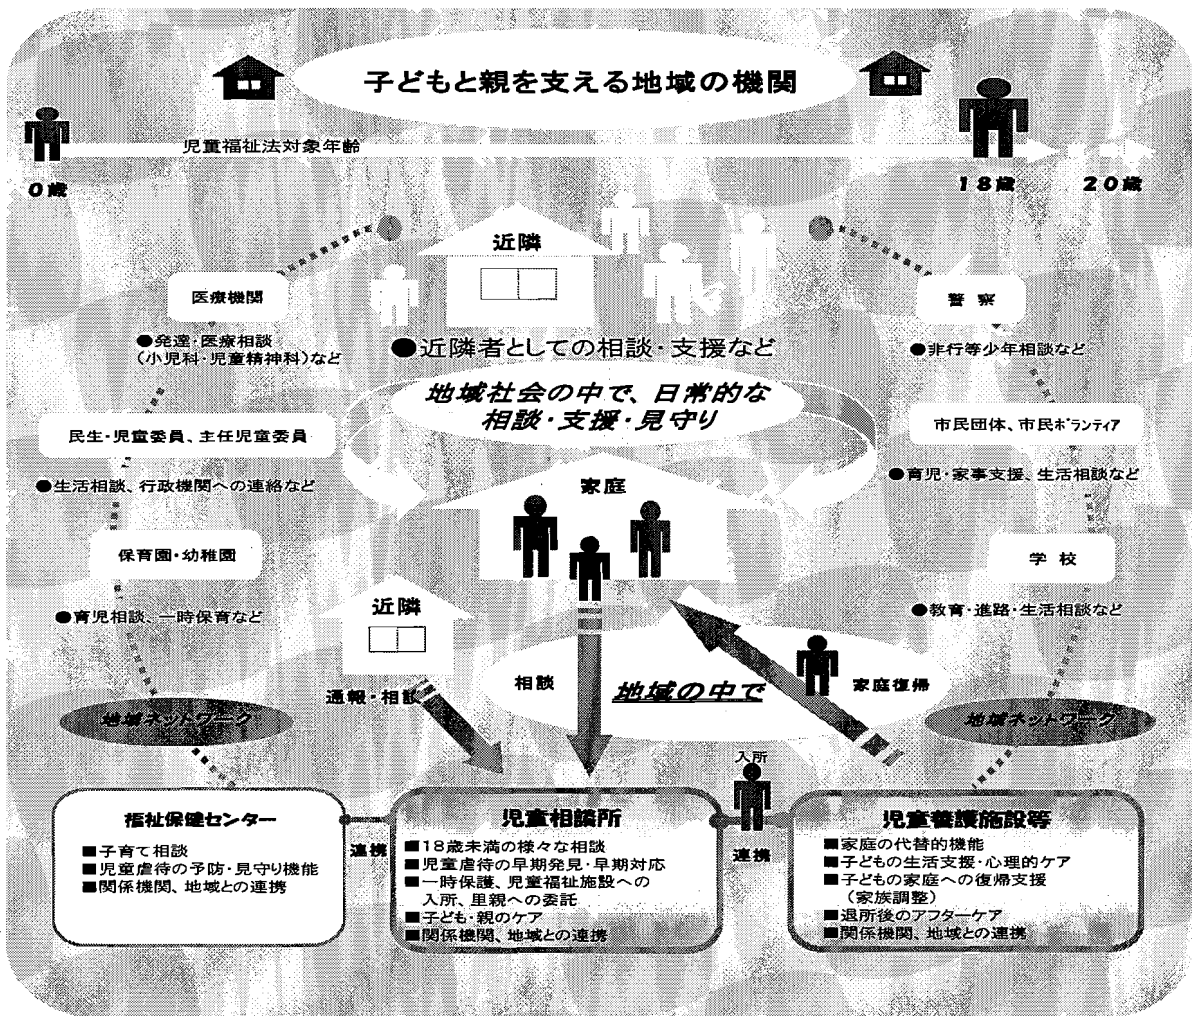 子どもと親を支える地域の機関
児童福祉法対象年齢
0歳
18歳
20歳
近隣
●近隣者としての相談・支援など
医療機関
●発達・医療相談
(小児科・児童精神科)など
民生・児童委員、主任児童委員
●生活相談、行政機関への連絡など
保育園・幼稚園
●育児相談、一時保育など
地域ネットワーク
警察
●非行等少年相談など
市民団体、市民ボランティア
●育児・家事支援、生活相談など
学校
●教育・進路・生活相談など
地域ネットワーク
地域社会の中で、日常的な
相談・支援・見守り
家庭
近隣
通報・相談
相談
地域の中で
家庭復帰
入所
福祉保健センター
■子育て相談
■児童虐待の予防・見守り機能
■関係機関、地域との連携
連携
児童相談所
■18歳未満の様々な相談
■児童虐待の早期発見・早期対応
■一時保護、児童福祉施設への
入所、里親への委託
■子ども・親のケア
■関係機関、地域との連携
連携
児童養護施設等
■家庭の代替的機能
■子どもの生活支援・心理的ケア
■子どもの家庭への復帰支援
(家族調整)
■退所後のアフターケア
■関係機関、地域との連携